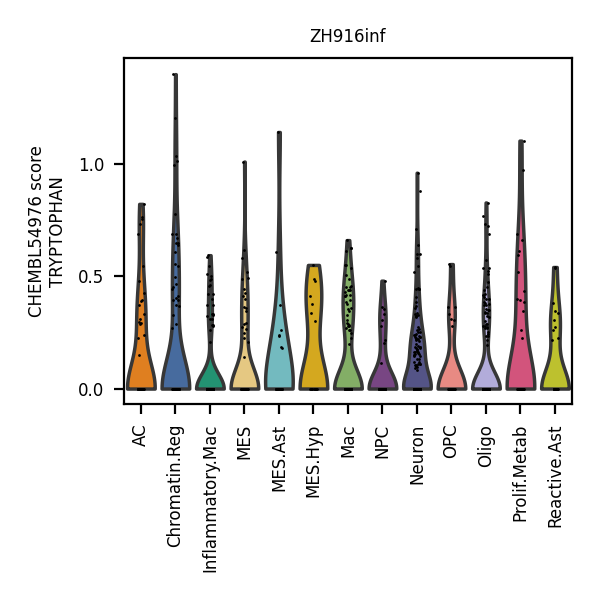 ZH916inf
CHEMBL54976 score
TRYPTOPHAN
1.0
0.5
0.0
AC
Chromatin.Reg
Inflammatory.Mac
MES
MES.Ast
MES.Hyp
Mac
NPC
Neuron
OPC
Oligo
Prolif.Metab
Reactive.Ast